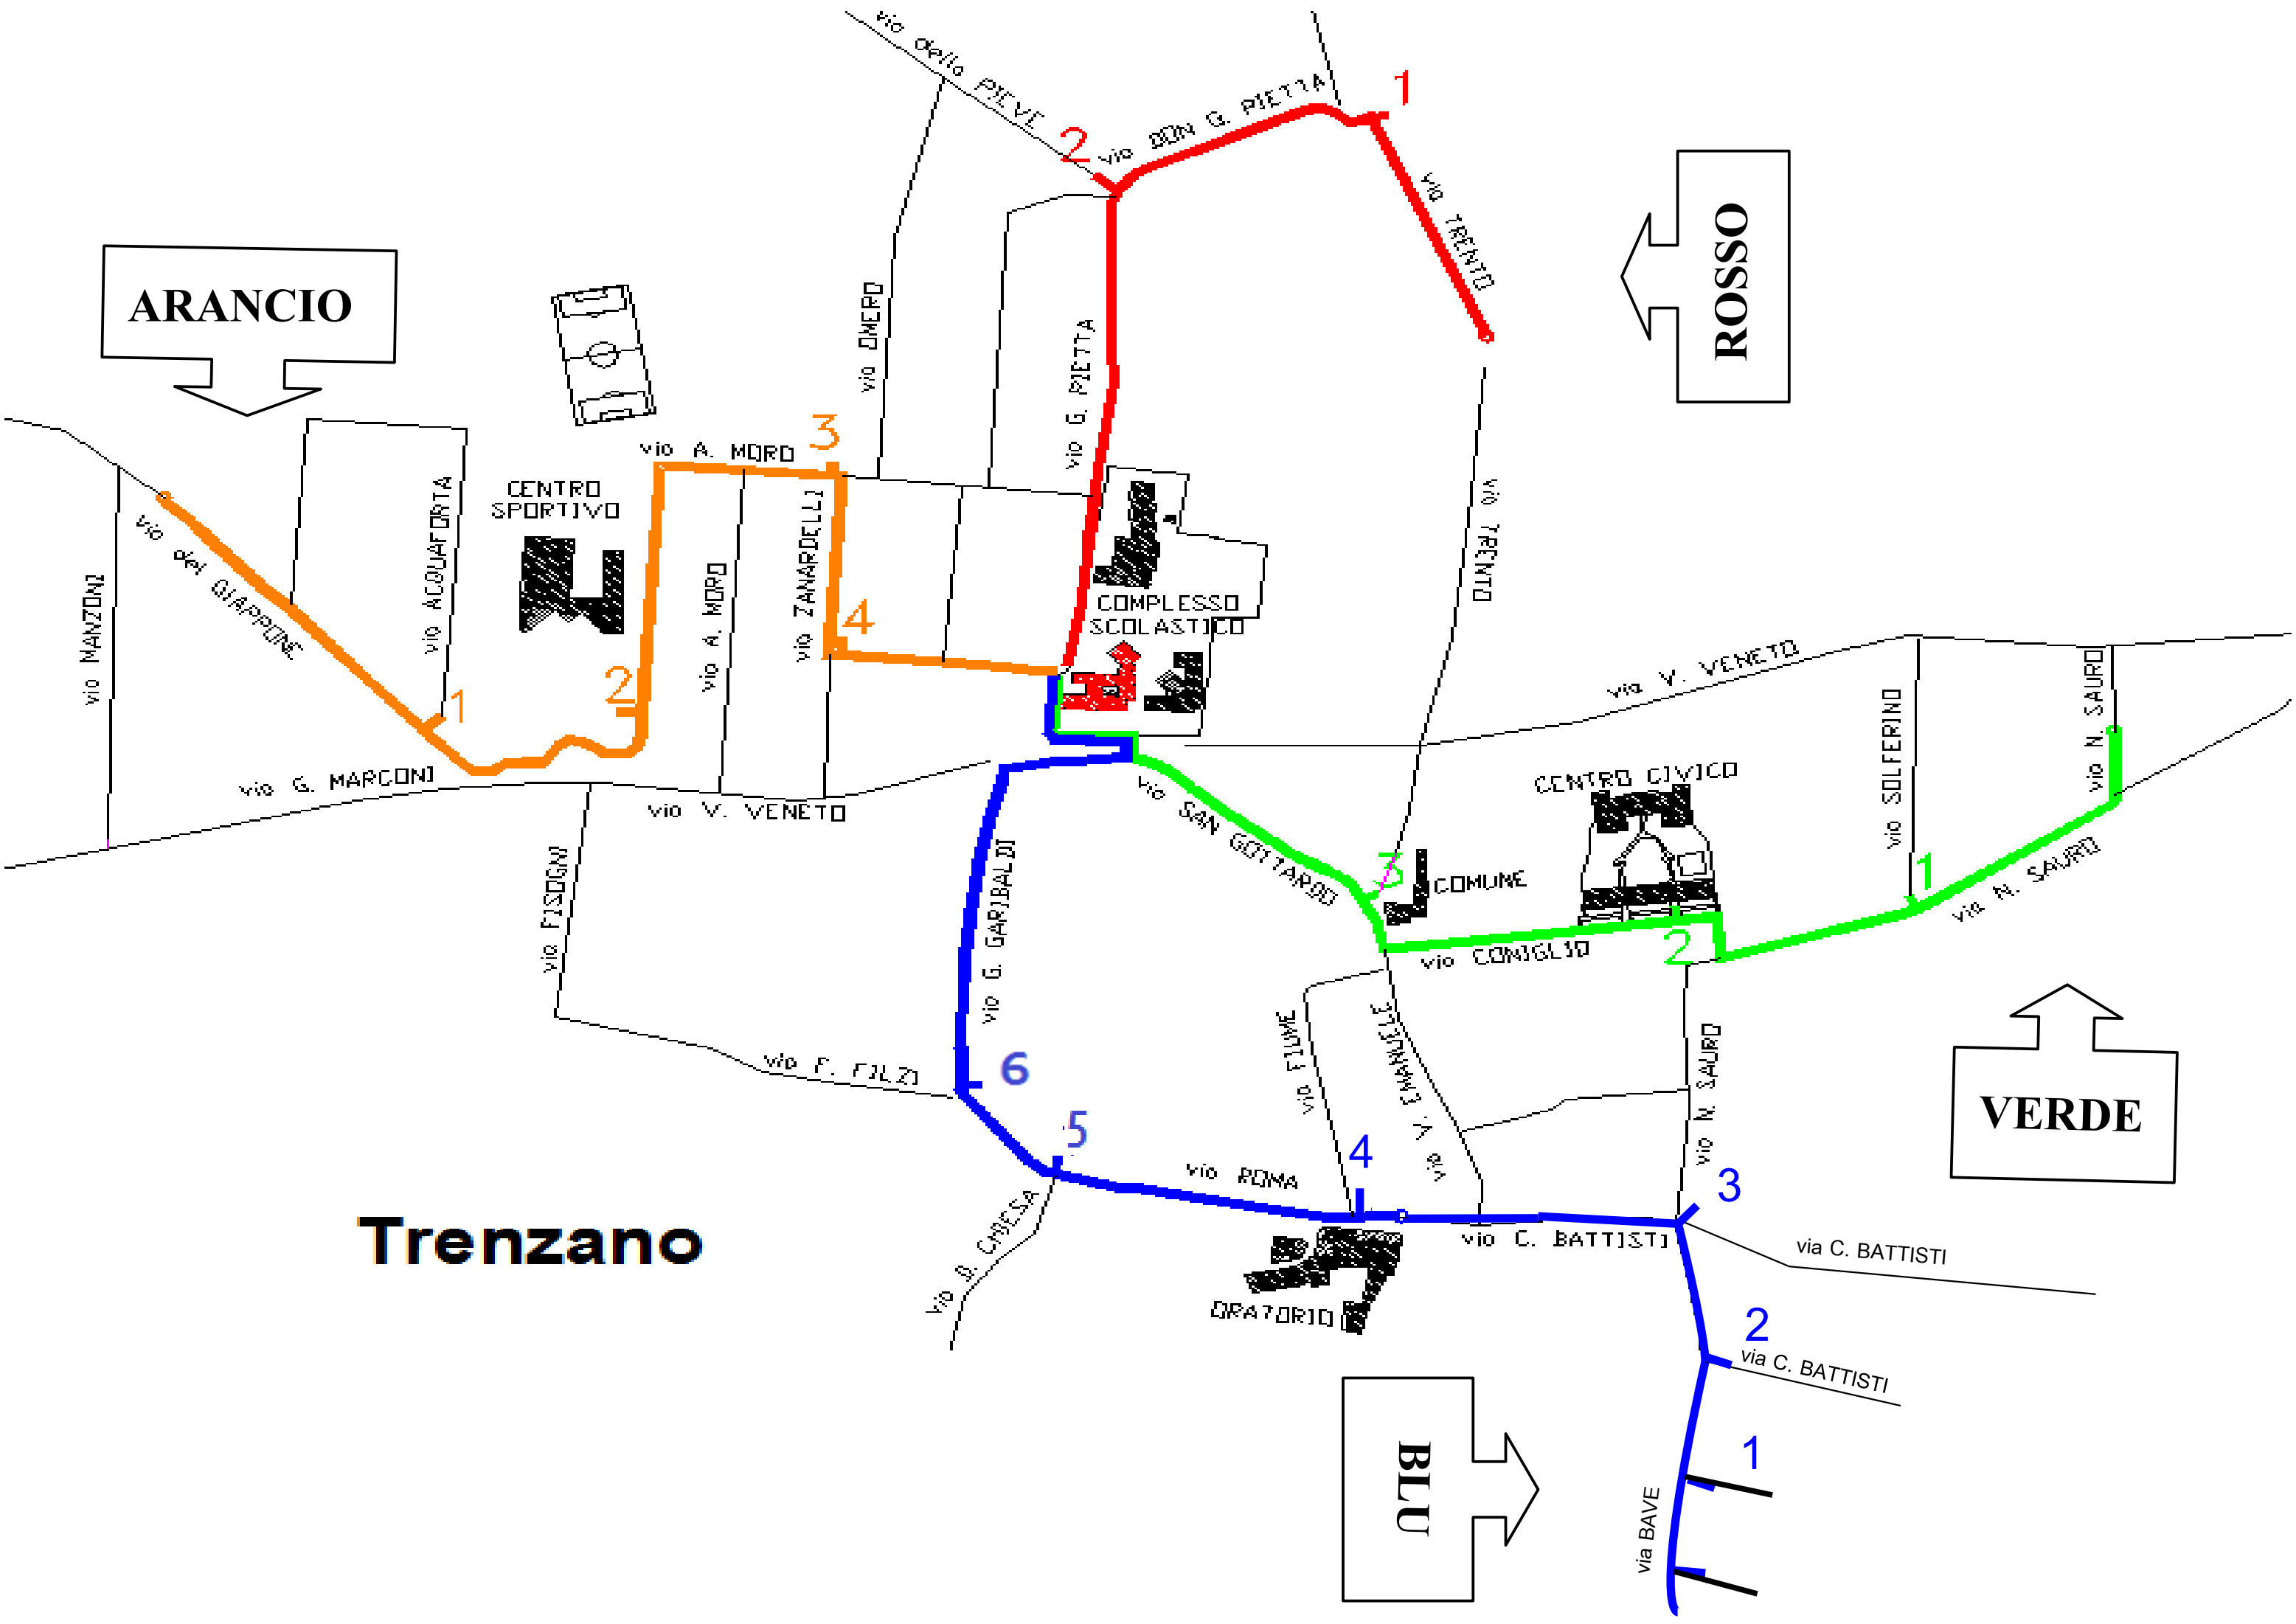 via della PIEVE
via DON G. PIETTA
1
2
via TRENTO
ROSSO
ARANCIO
via OMERO
via G. PIETTA
via A. MORO
3
CENTRO
SPORTIVO
via ACQUAFORTA
via del GIAPPONE
via MANZONI
via A. MORO
via ZANARDELLI
4
COMPLESSO
SCOLASTICO
via TRENTO
via V. VENETO
via SOLFERINO
via N. SAURO
1
2
via G. MARCONI
via V. VENETO
via SAN GOTTARDO
CENTRO CIVICO
3
COMUNE
1
via N. SAURO
2
via CONIGLIO
via FISOGNI
via G. GARIBALDI
via F. FILZI
6
5
via FIUME
via V. EMANUELE
via N. SAURO
VERDE
via ROMA
4
3
via C. BATTISTI
via C. BATTISTI
Trenzano
ORATORIO
2
via C. BATTISTI
BLU
1
via BAVE